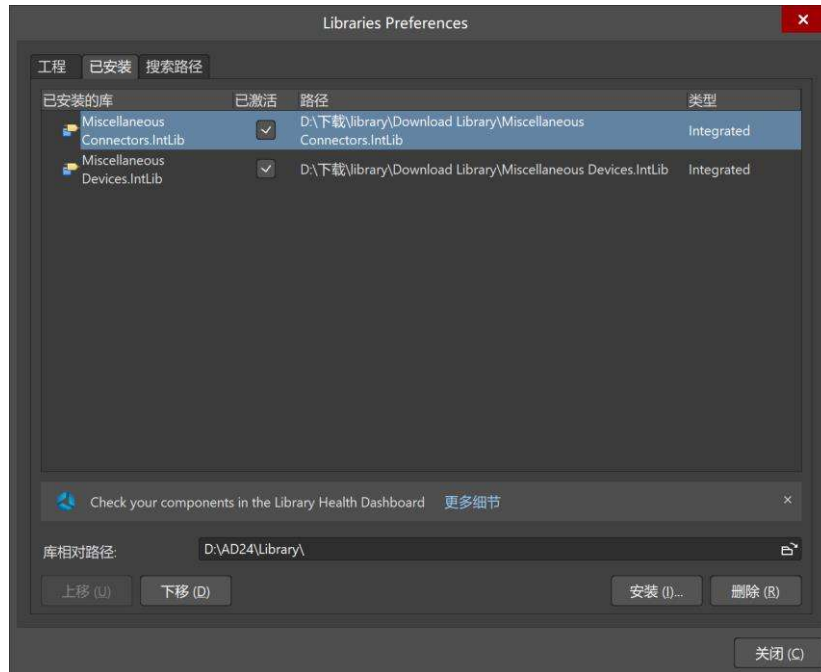 Libraries Preferences
工程 已安装 搜索路径
已安装的库 已激活 路径 类型
Miscellaneous
Connectors.IntLib
D:\下载\library\Download Library\Miscellaneous
Connectors.IntLib
Integrated
Miscellaneous
Devices.IntLib
D:\下载\library\Download Library\Miscellaneous Devices.IntLib
Integrated
Check your components in the Library Health Dashboard 更多细节
库相对路径: D:\AD24\Library\
上移 (U) 下移 (D) 安装 (I)... 删除 (R)
关闭 (C)